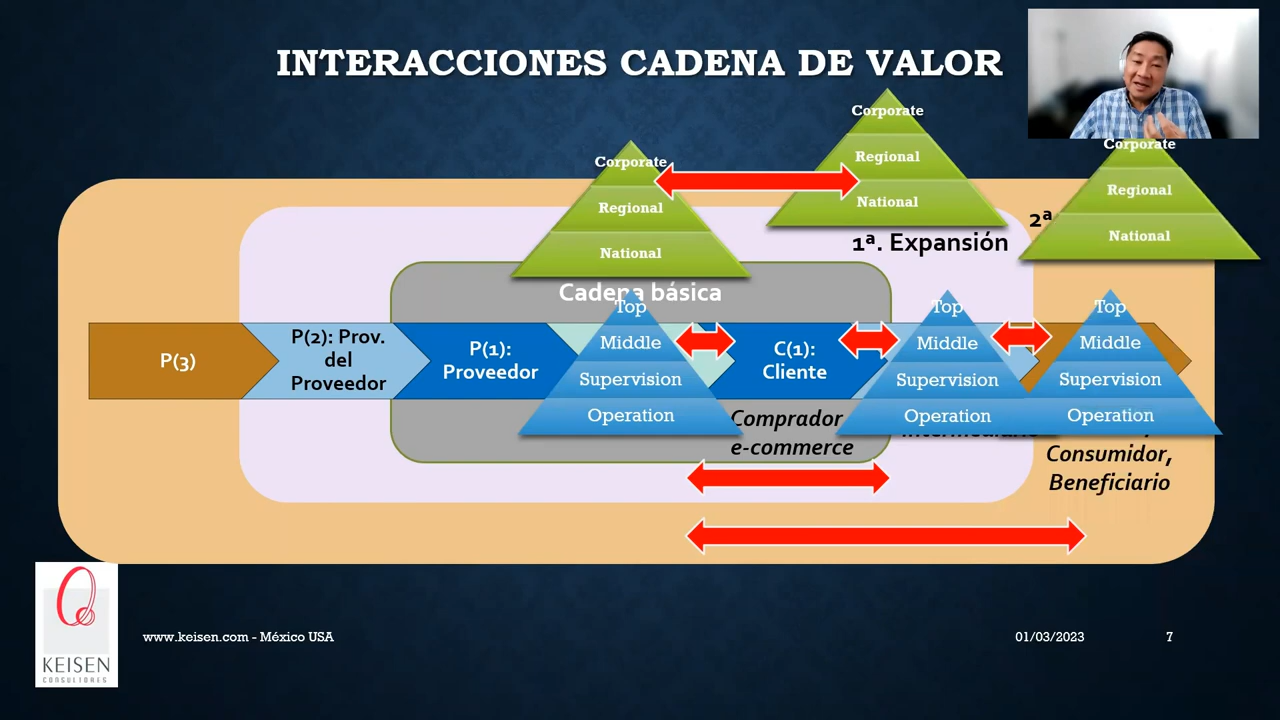 INTERACCIONES CADENA DE VALOR
Corporate
Regional
National
Corporate
Regional
National
Corporate
Regional
National
2ª
1ª. Expansión
Cadena básica
P(3)
P(2): Prov.
del
Proveedor
P(1):
Proveedor
Top
Middle
Supervision
Operation
C(1):
Cliente
Top
Middle
Supervision
Operation
Top
Middle
Supervision
Operation
Comprador
e-commerce
Consumidor,
Beneficiario
KEISEN
CONSULTORES
www.keisen.com - México USA
01/03/2023
7